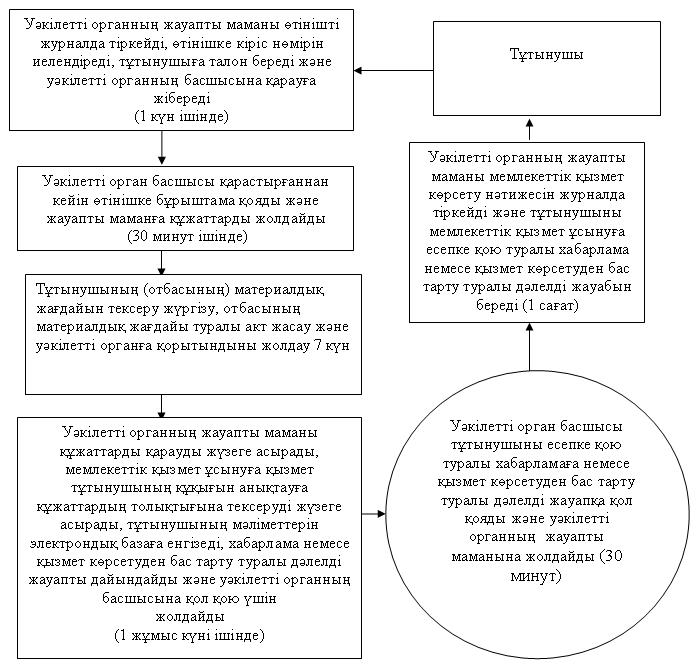 Уәкілетті органның жауапты маманы өтінішті
журналда тіркейді, өтінішке кіріс нөмірін
иелендіреді, тұтынушыға талон береді және
уәкілетті органның басшысына қарауға
жібереді
(1 күн ішінде)
Тұтынушы
Уәкілетті орган басшысы қарастырғаннан
кейін өтінішке бұрыштама қояды және
жауапты маманға құжаттарды жолдайды
(30 минут ішінде)
Уәкілетті органның жауапты
маманы мемлекеттік қызмет
көрсету нәтижесін журналда
тіркейді және тұтынушыны
мемлекеттік қызмет ұсынуға
есепке қою туралы хабарлама
немесе қызмет көрсетуден бас
тарту туралы дәлелді жауабын
береді (1 сағат)
Тұтынушының (отбасының) материалдық
жағдайын тексеру жүргізу, отбасының
материалдық жағдайы туралы акт жасау және
уәкілетті органға қорытындыны жолдау 7 күн
Уәкілетті органның жауапты маманы
құжаттарды қарауды жүзеге асырады,
мемлекеттік қызмет ұсынуға қызмет
тұтынушының құқығын анықтауға
құжаттардың толықтығына тексеруді жүзеге
асырады, тұтынушының мәліметтерін
электрондық базаға енгізеді, хабарлама немесе
қызмет көрсетуден бас тарту туралы дәлелді
жауапты дайындайды және уәкілетті органның
басшысына қол қою үшін
жолдайды
(1 жұмыс күні ішінде)
Уәкілетті орган басшысы
тұтынушыны есепке қою
туралы хабарламаға немесе
қызмет көрсетуден бас тарту
туралы дәлелді жауапқа қол
қояды және уәкілетті
органның жауапты
маманына жолдайды (30
минут)